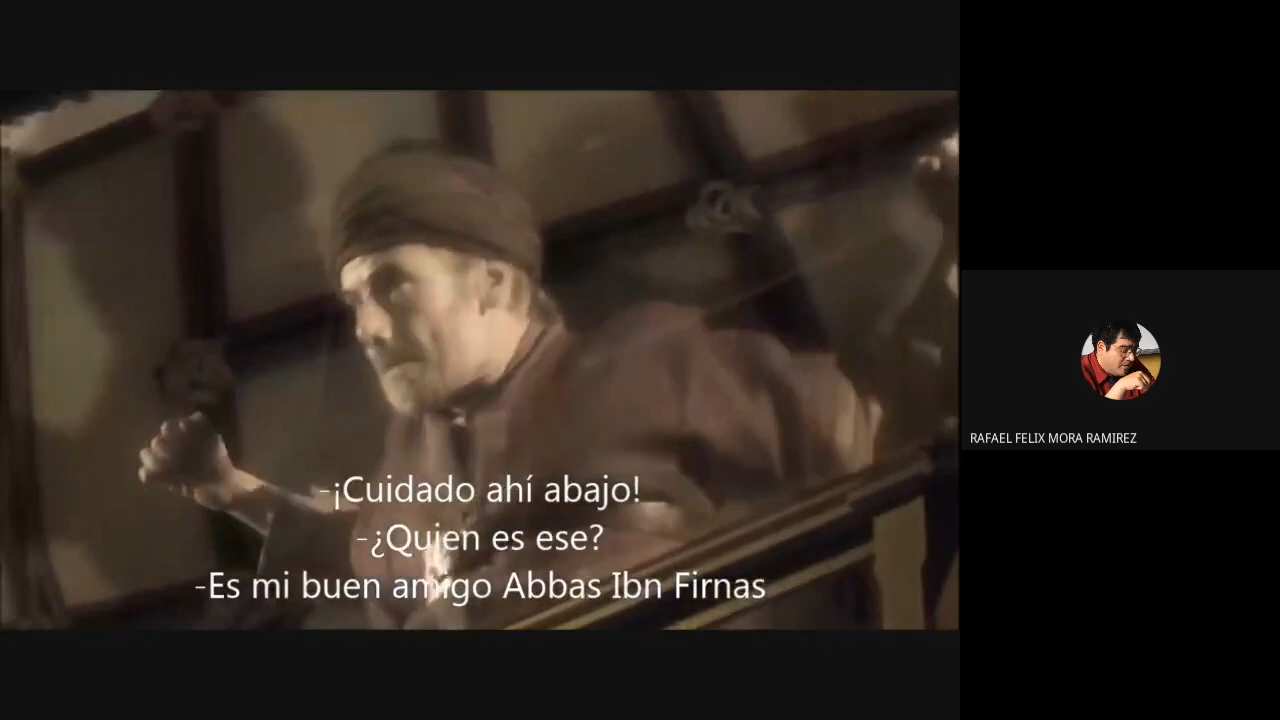 -¡Cuidado ahí abajo!
-¿Quien es ese?
-Es mi buen amigo Abbas Ibn Firnas
RAFAEL FELIX MORA RAMIREZ